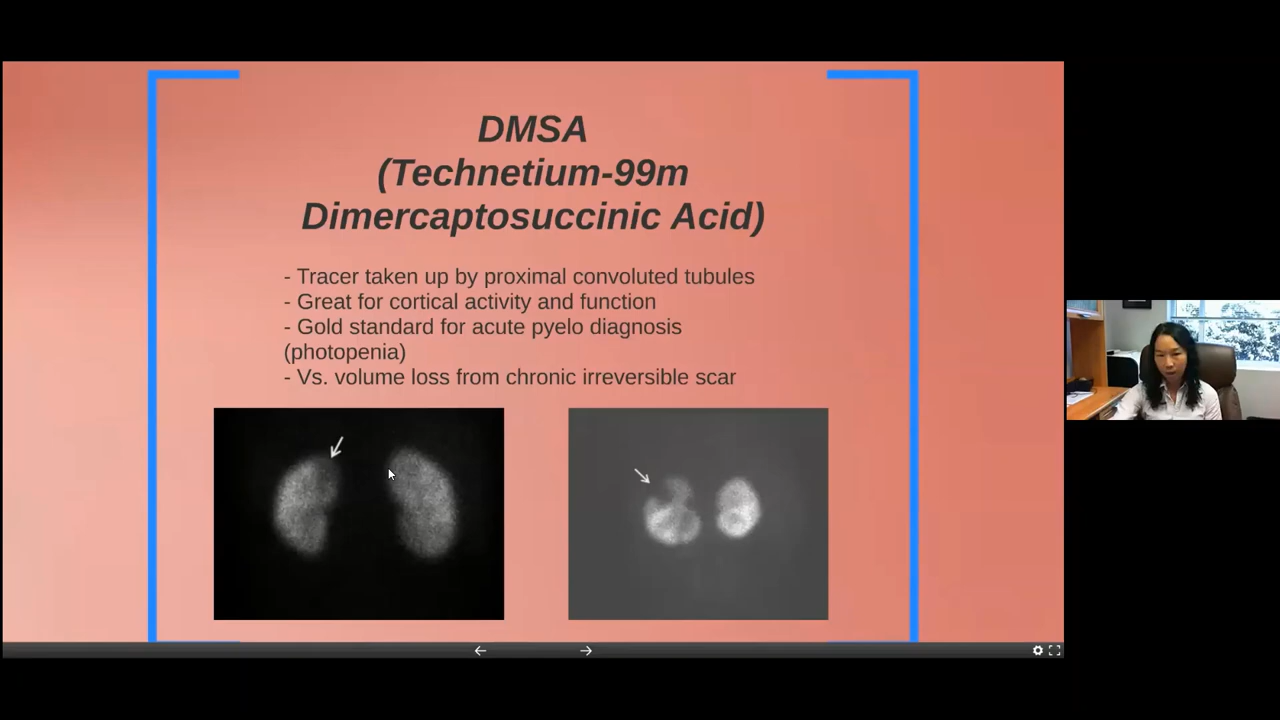 DMSA
(Technetium-99m
Dimercaptosuccinic Acid)
- Tracer taken up by proximal convoluted tubules
- Great for cortical activity and function
- Gold standard for acute pyelo diagnosis
(photopenia)
- Vs. volume loss from chronic irreversible scar